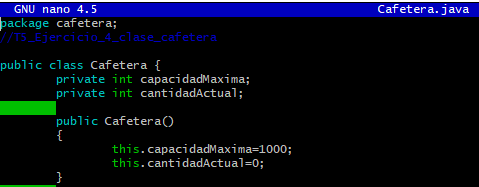 GNU nano 4.5 Cafetera.java
package cafetera;
//T5_Ejercicio_4_clase_cafetera
public class Cafetera {
private int capacidadMaxima;
private int cantidadActual;
public Cafetera()
{
this.capacidadMaxima=1000;
this.cantidadActual=0;
}